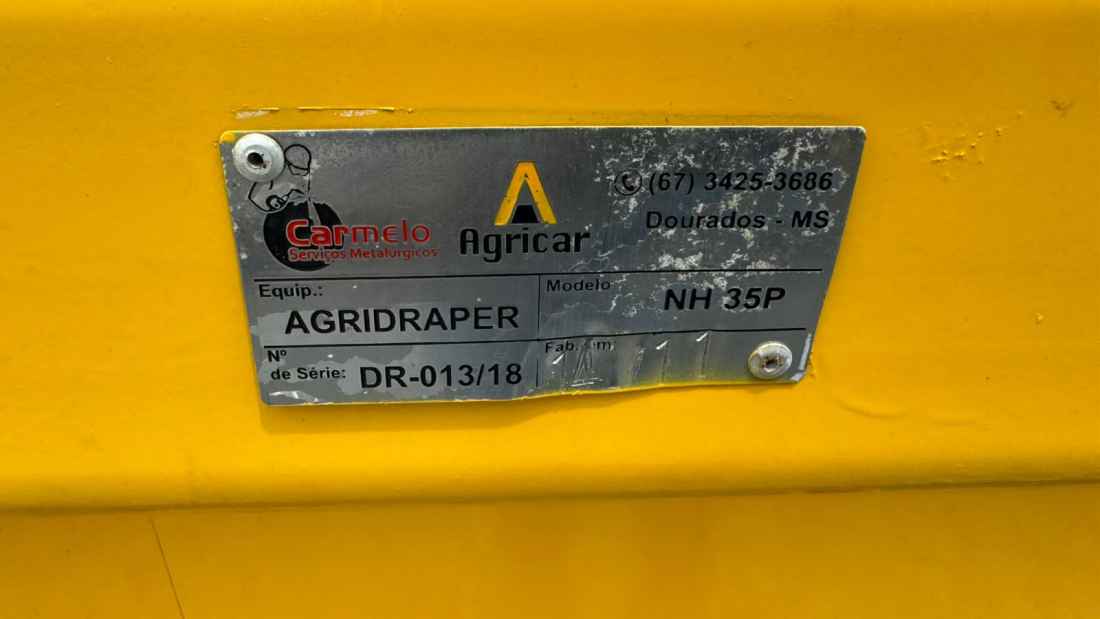 Carmelo
Serviços Metalúrgicos
Agricar
(67) 3425-3686
Dourados - MS
Equip.:
AGRIDRAPER
Modelo
NH 35P
Nº
de Série:
DR-013/18
Fab. em